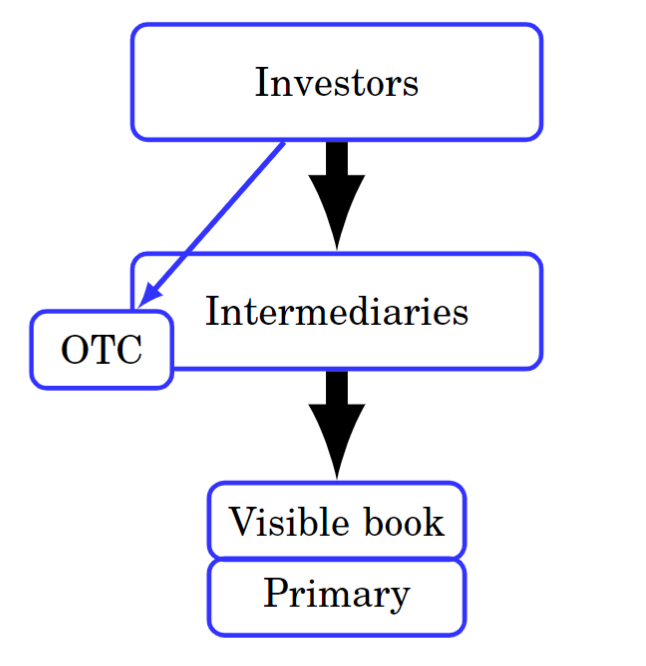 Investors
Intermediaries
OTC
Visible book
Primary